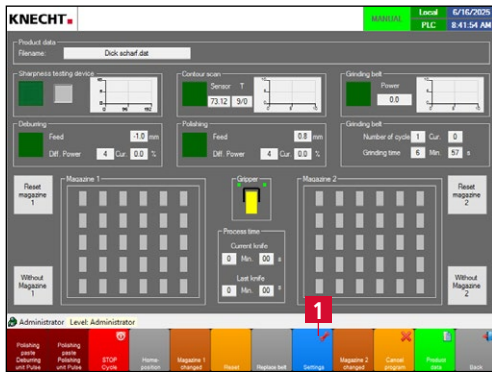 KNECHT
MANUAL
Local
6/16/2025
PLC
8:41:54 AM
Product data
Filename:
Dick scharf.dat
Sharpness testing device
Contour scan
Sensor T
73.12 9/0
Grinding belt
Power
0.0
Deburring
Feed -1.0 mm
Diff. Power 4 Cur. 0.0 %
Polishing
Feed 0.8 mm
Diff. Power 4 Cur. 0.0 %
Grinding belt
Number of cycle 1 Cur. 0
Grinding time 6 Min. 57 s
Reset magazine 1
Magazine 1
Gripper
Magazine 2
Reset magazine 2
Process time
Current knife
0 Min. 00 s
Last knife
0 Min. 00 s
Without Magazine 1
Without Magazine 2
1
Administrator Level: Administrator
Polishing paste Deburring unit Pulse
Polishing paste Polishing unit Pulse
STOP Cycle
Home-position
Magazine 1 changed
Reset
Replace belt
Settings
Magazine 2 changed
Cancel program
Product data
Back